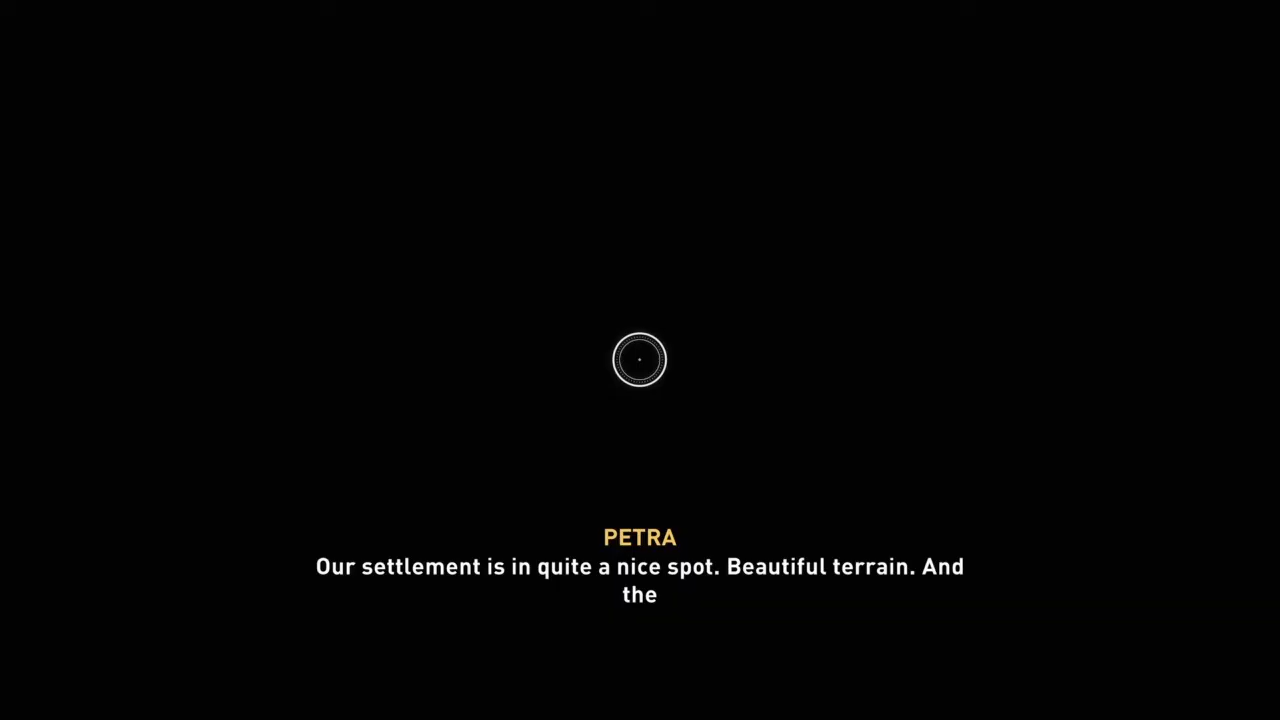 PETRA
Our settlement is in quite a nice spot. Beautiful terrain. And
the